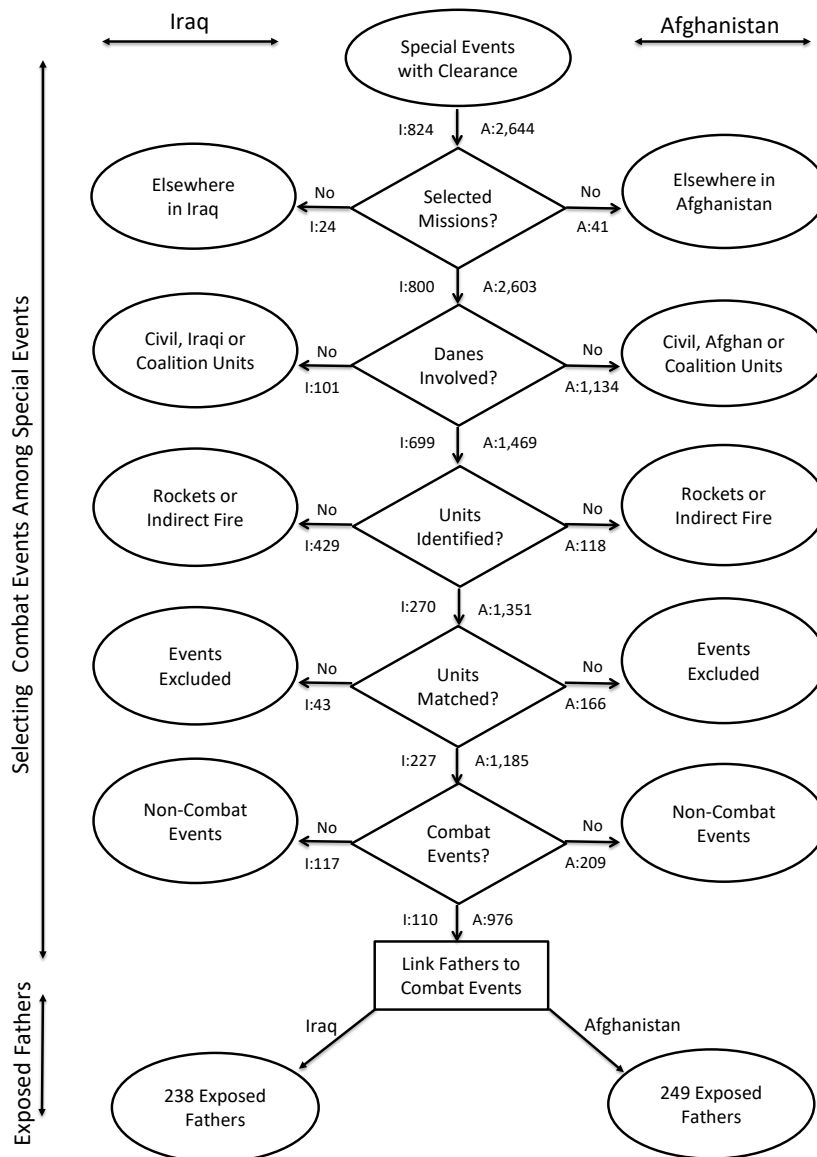 Iraq
Afghanistan
Special Events
with Clearance
I:824
A:2,644
Elsewhere
in Iraq
No
I:24
Selected
Missions?
No
A:41
Elsewhere in
Afghanistan
I:800
A:2,603
Civil, Iraqi or
Coalition Units
No
I:101
Danes
Involved?
No
A:1,134
Civil, Afghan or
Coalition Units
I:699
A:1,469
Rockets or
Indirect Fire
No
I:429
Units
Identified?
No
A:118
Rockets or
Indirect Fire
I:270
A:1,351
Events
Excluded
No
I:43
Units
Matched?
No
A:166
Events
Excluded
I:227
A:1,185
Non-Combat
Events
No
I:117
Combat
Events?
No
A:209
Non-Combat
Events
I:110
A:976
Link Fathers to
Combat Events
Iraq
Afghanistan
238 Exposed
Fathers
249 Exposed
Fathers
Selecting Combat Events Among Special Events
Exposed Fathers